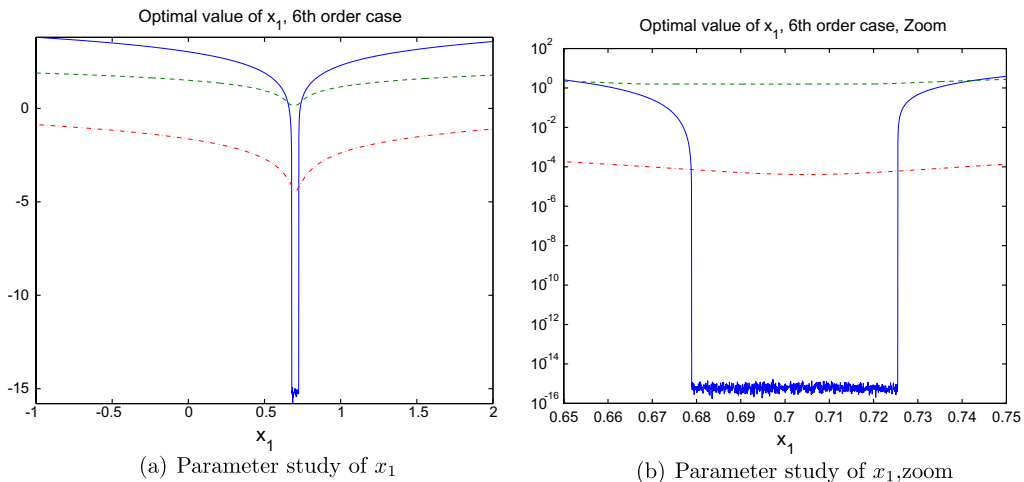 Optimal value of x1, 6th order case
0
-5
-10
-15
-1 -0.5 0 0.5 1 1.5 2
x1
(a) Parameter study of x1
Optimal value of x1, 6th order case, Zoom
10^2
10^0
10^-2
10^-4
10^-6
10^-8
10^-10
10^-12
10^-14
10^-16
0.65 0.66 0.67 0.68 0.69 0.7 0.71 0.72 0.73 0.74 0.75
x1
(b) Parameter study of x1,zoom